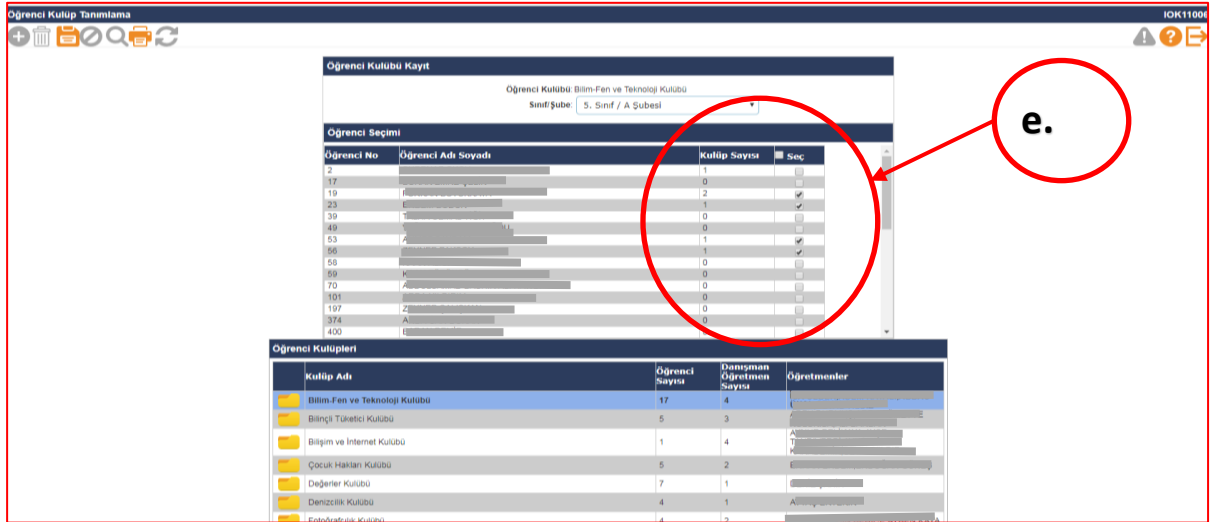 Öğrenci Kulüp Tanımlama IOK11006
Öğrenci Kulübü Kayıt
Öğrenci Kulübü: Bilim-Fen ve Teknoloji Kulübü
Sınıf/Şube: 5. Sınıf / A Şubesi
e.
Öğrenci Seçimi
Öğrenci No Öğrenci Adı Soyadı Kulüp Sayısı Seç
2 1
17 0
19 2
23 1
39 0
49 0
53 1
56 1
58 0
59 0
70 0
101 0
197 0
374 0
400
Öğrenci Kulüpleri
Kulüp Adı Öğrenci Sayısı Danışman Öğretmen Sayısı Öğretmenler
Bilim-Fen ve Teknoloji Kulübü 17 4
Bilinçli Tüketici Kulübü 5 3
Bilişim ve İnternet Kulübü 1 4
Çocuk Hakları Kulübü 5 2
Değerler Kulübü 7 1
Denizcilik Kulübü 4 1
Fotoğrafçılık Kulübü 4 2